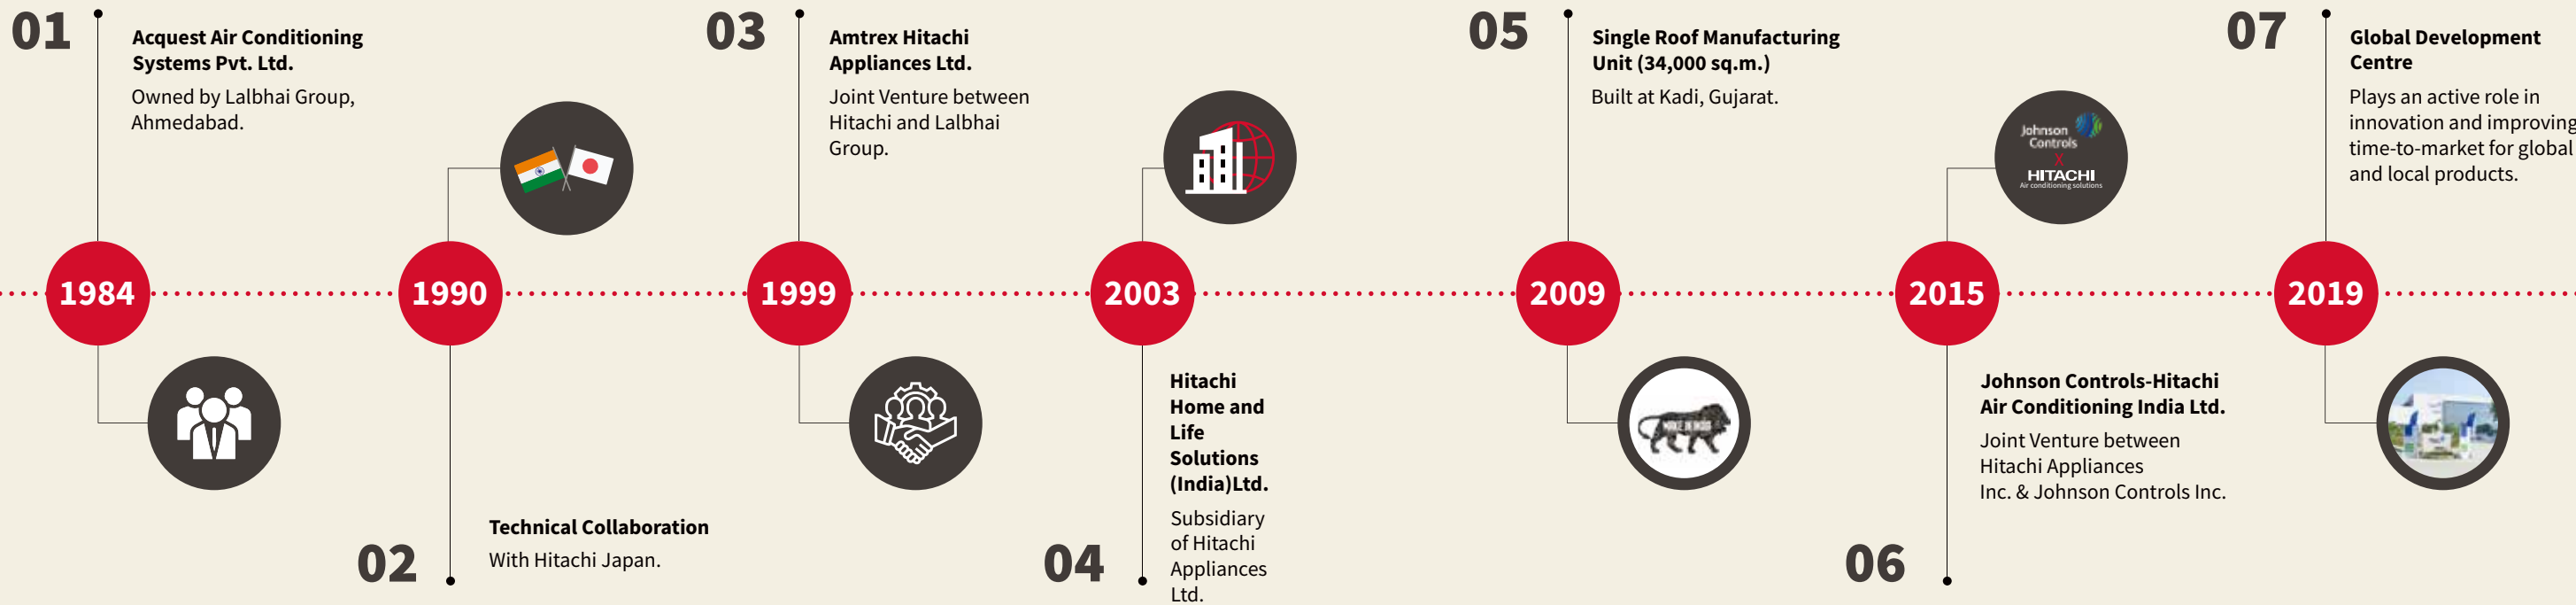 01
Acquest Air Conditioning
Systems Pvt. Ltd.
Owned by Lalbhai Group,
Ahmedabad.
1984
1990
02
Technical Collaboration
With Hitachi Japan.
03
Amtrex Hitachi
Appliances Ltd.
Joint Venture between
Hitachi and Lalbhai
Group.
1999
2003
04
Hitachi
Home and
Life
Solutions
(India)Ltd.
Subsidiary
of Hitachi
Appliances
Ltd.
05
Single Roof Manufacturing
Unit (34,000 sq.m.)
Built at Kadi, Gujarat.
2009
MAKE IN INDIA
Johnson
Controls
X
HITACHI
Air conditioning solutions
2015
06
Johnson Controls-Hitachi
Air Conditioning India Ltd.
Joint Venture between
Hitachi Appliances
Inc. & Johnson Controls Inc.
07
Global Development
Centre
Plays an active role in
innovation and improving
time-to-market for global
and local products.
2019